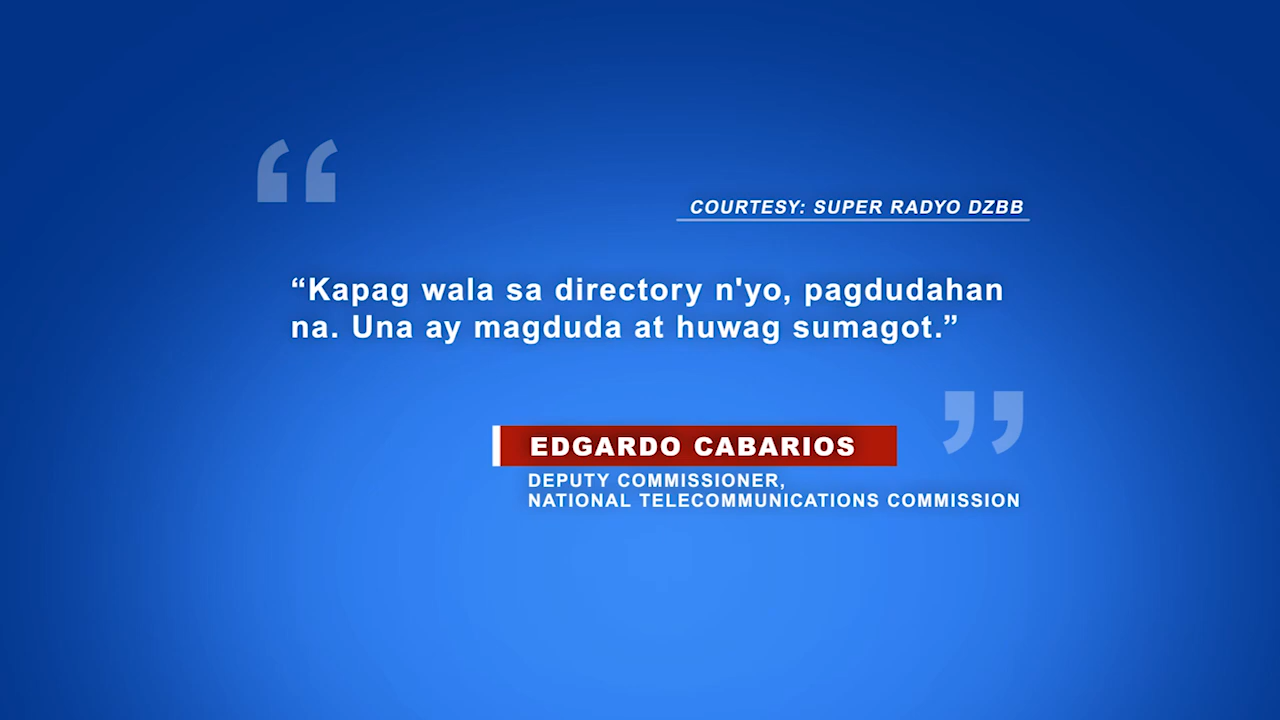 COURTESY: SUPER RADYO DZBB
“Kapag wala sa directory n'yo, pagdudahan
na. Una ay magduda at huwag sumagot.”
EDGARDO CABARIOS
DEPUTY COMMISSIONER,
NATIONAL TELECOMMUNICATIONS COMMISSION